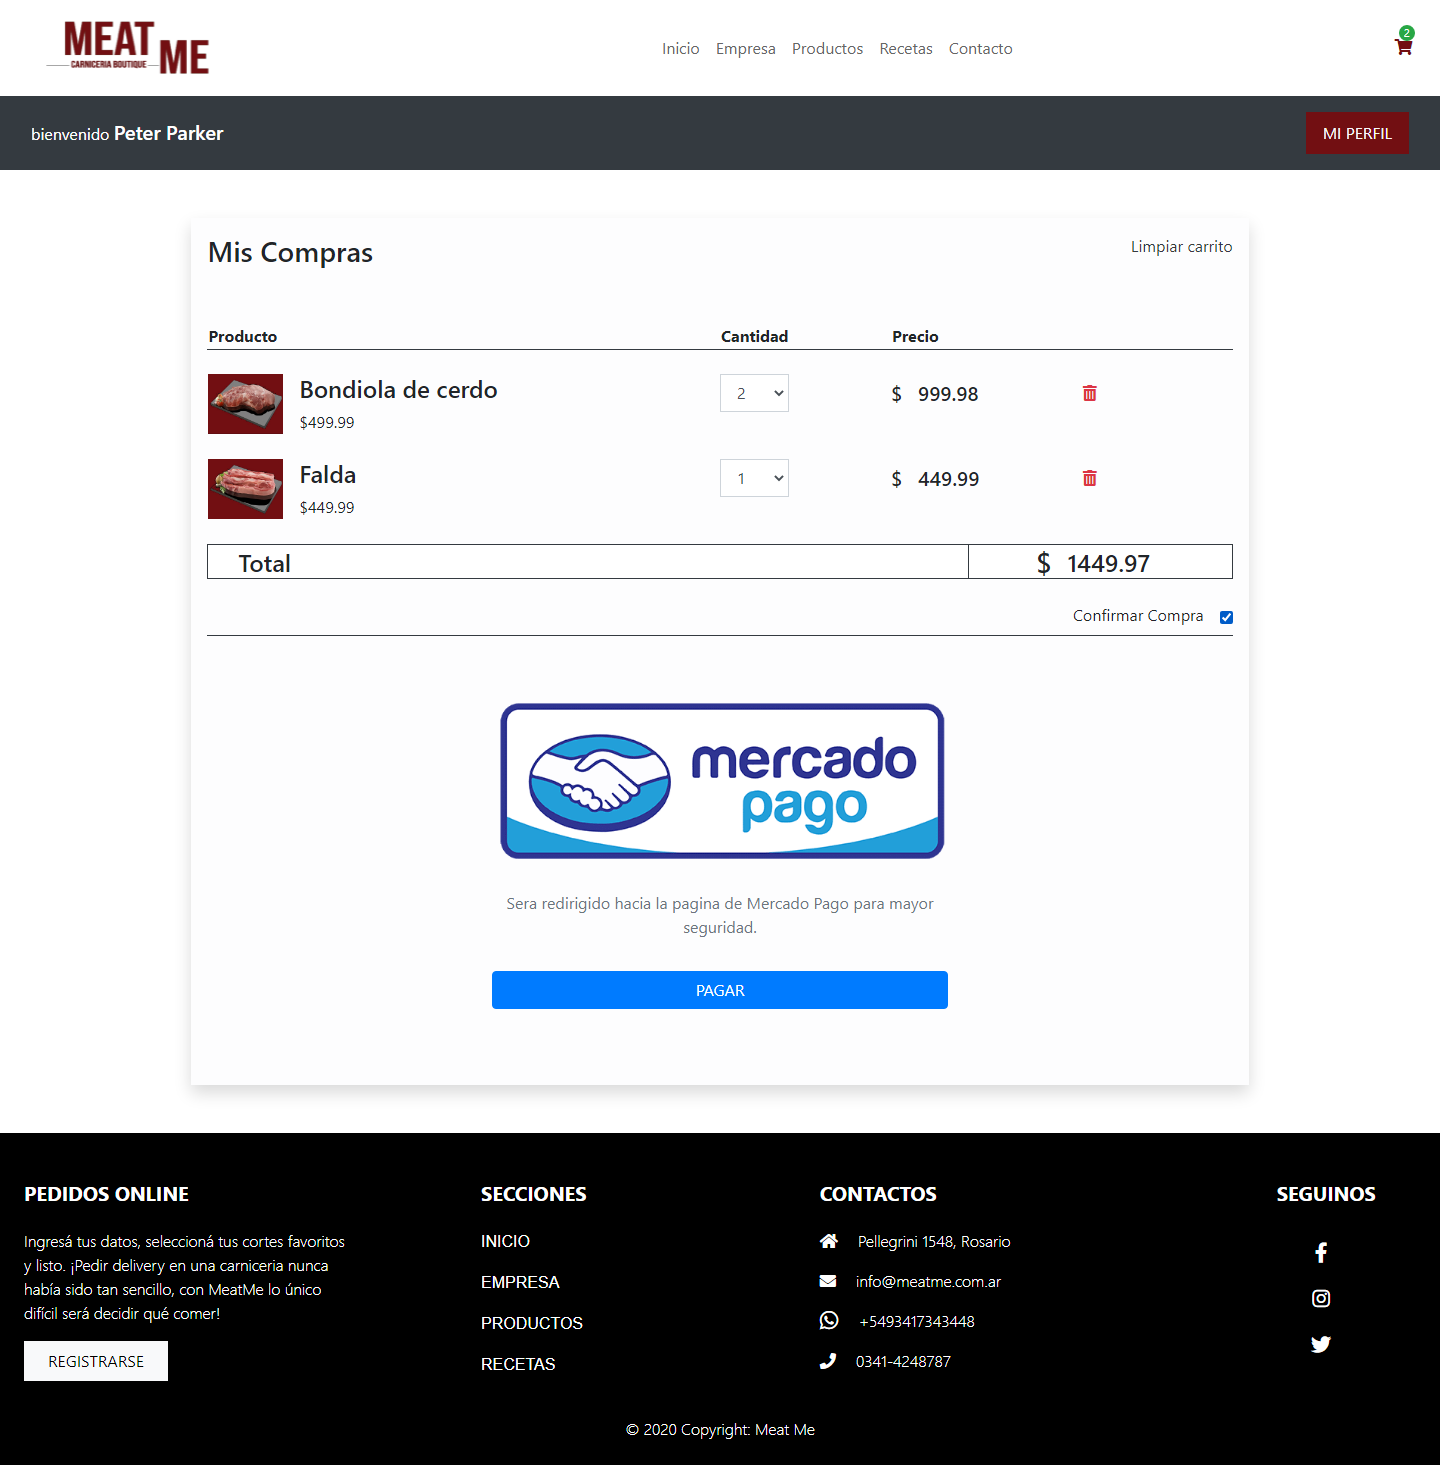 MEAT ME
CARNICERIA BOUTIQUE
Inicio Empresa Productos Recetas Contacto
2
bienvenido Peter Parker
MI PERFIL
Mis Compras
Limpiar carrito
Producto Cantidad Precio
Bondiola de cerdo
2
$ 999.98
$499.99
Falda
1
$ 449.99
$449.99
Total $ 1449.97
Confirmar Compra
mercado
pago
Sera redirigido hacia la pagina de Mercado Pago para mayor
seguridad.
PAGAR
PEDIDOS ONLINE
Ingresá tus datos, seleccioná tus cortes favoritos
y listo. ¡Pedir delivery en una carniceria nunca
había sido tan sencillo, con MeatMe lo único
difícil será decidir qué comer!
REGISTRARSE
SECCIONES
INICIO
EMPRESA
PRODUCTOS
RECETAS
CONTACTOS
Pellegrini 1548, Rosario
info@meatme.com.ar
+5493417343448
0341-4248787
SEGUINOS
© 2020 Copyright: Meat Me